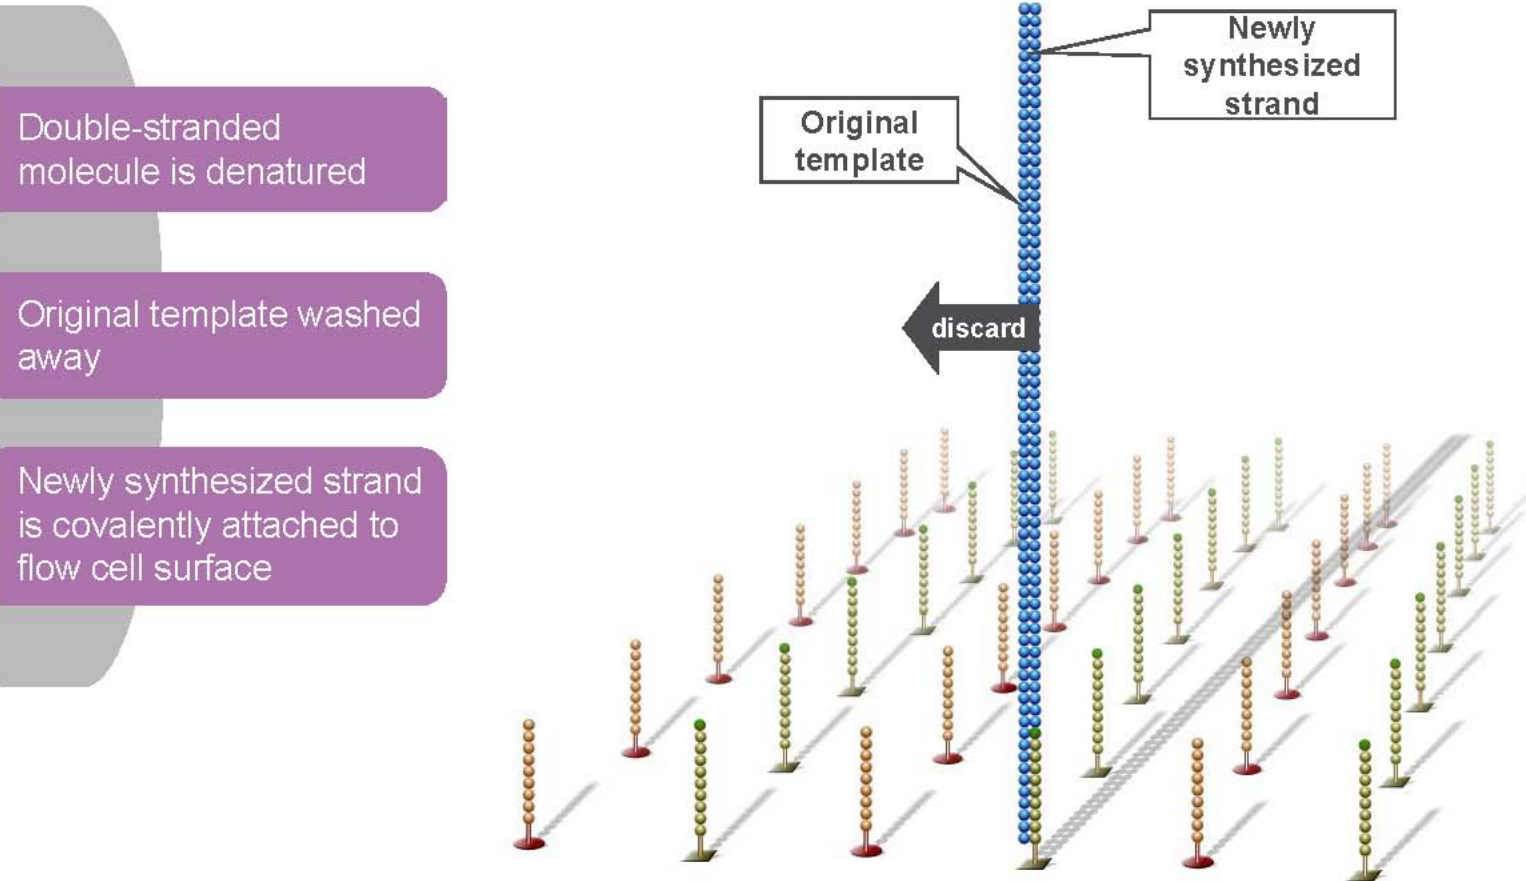 Double-stranded
molecule is denatured
Original template washed
away
Newly synthesized strand
is covalently attached to
flow cell surface
Newly
synthesized
strand
Original
template
discard